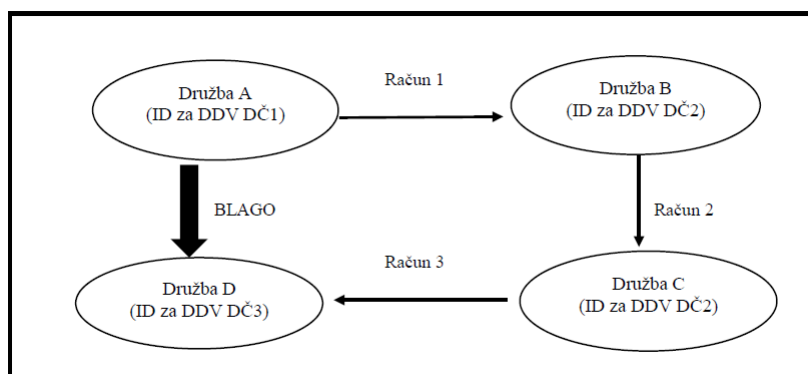 Družba A
(ID za DDV DČ1)
Račun 1
Družba B
(ID za DDV DČ2)
BLAGO
Račun 2
Družba D
(ID za DDV DČ3)
Račun 3
Družba C
(ID za DDV DČ2)